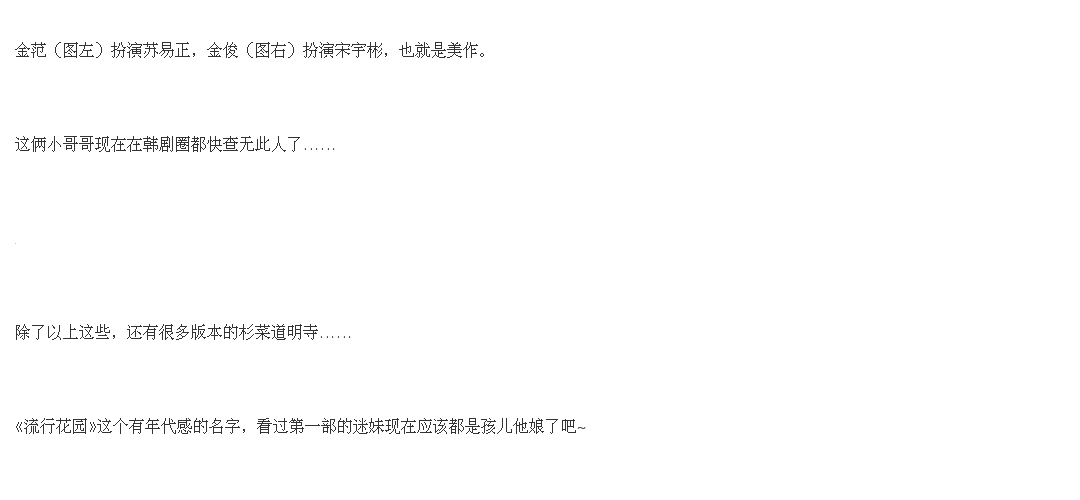 金范（图左）扮演苏易正，金俊（图右）扮演宋宇彬，也就是美作。
这俩小哥哥现在在韩剧圈都快查无此人了……
除了以上这些，还有很多版本的杉菜道明寺……
《流行花园》这个有年代感的名字，看过第一部的迷妹现在应该都是孩儿他娘了吧~